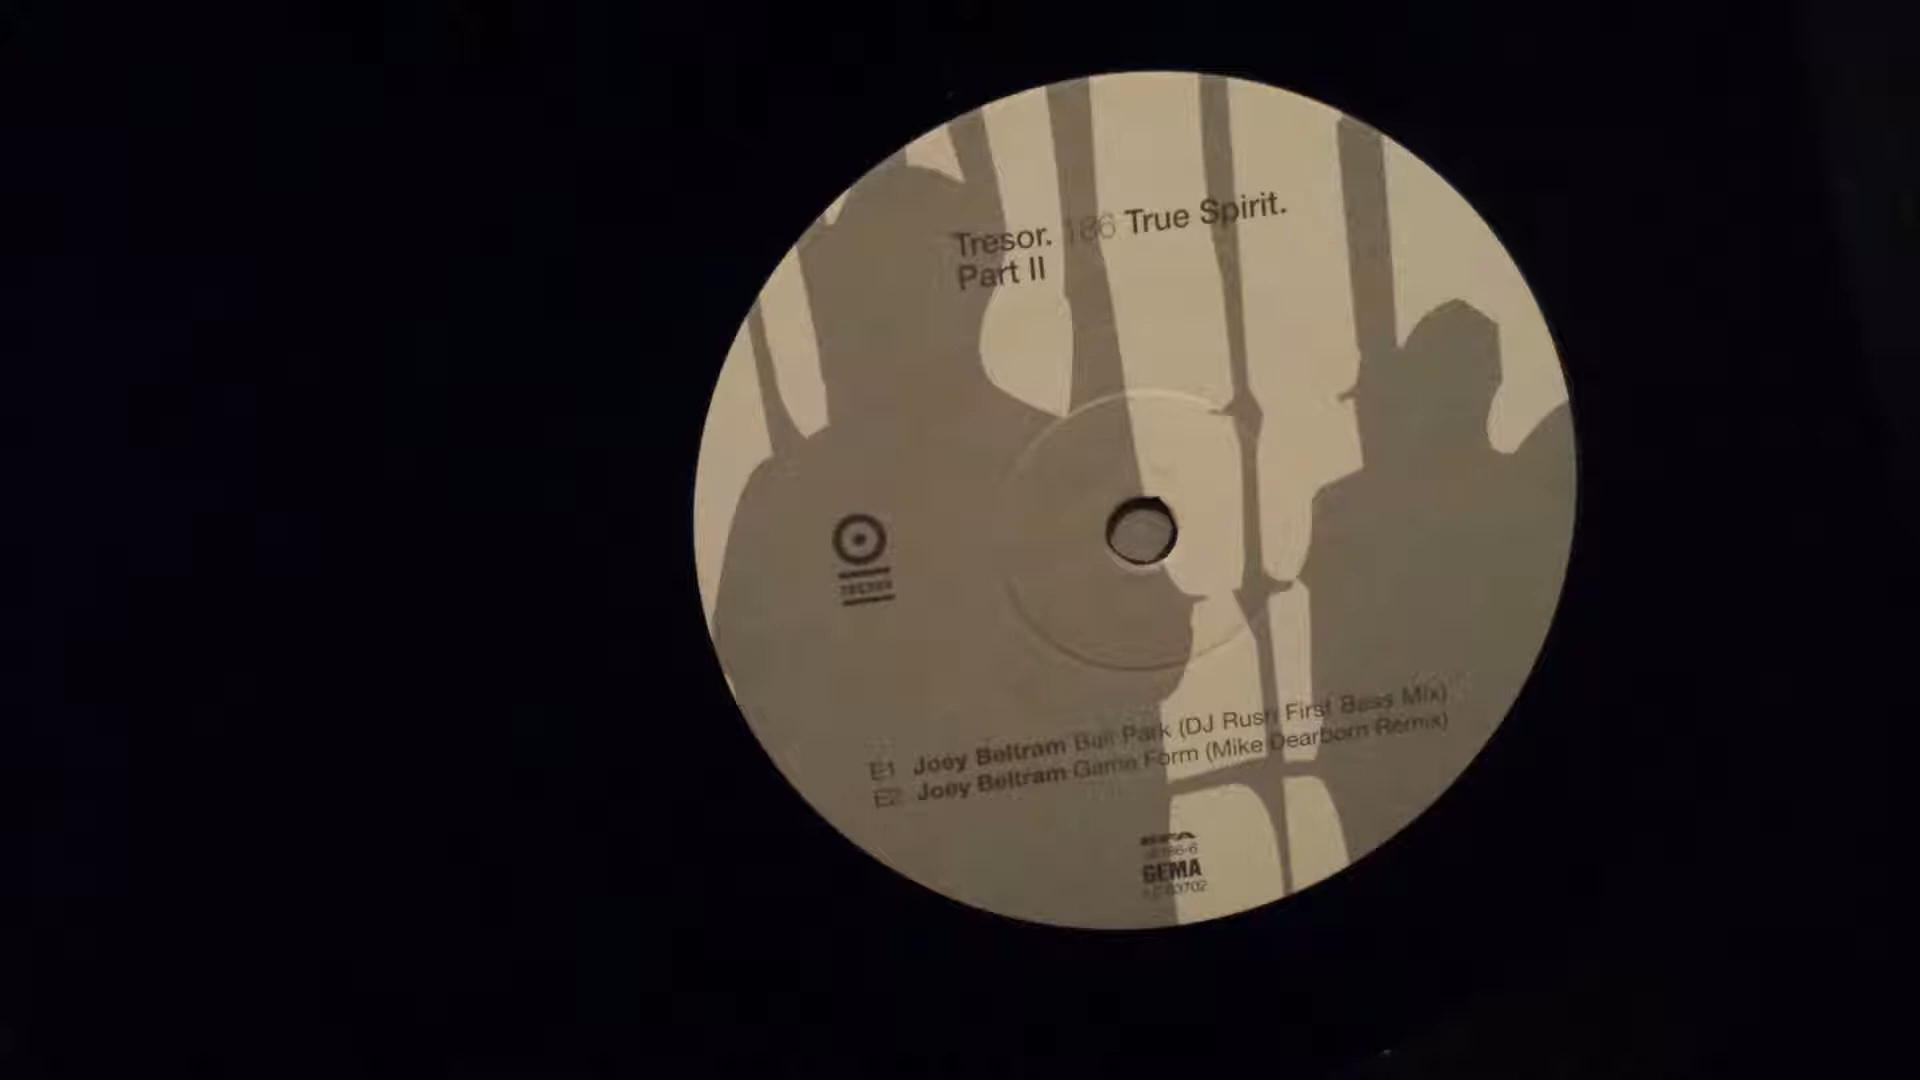 Tresor. 186 True Spirit.
Part II
TRESOR
E1 Joey Beltram Ball Park (DJ Rush First Bass Mix)
E2 Joey Beltram Game Form (Mike Dearborn Remix)
GEMA